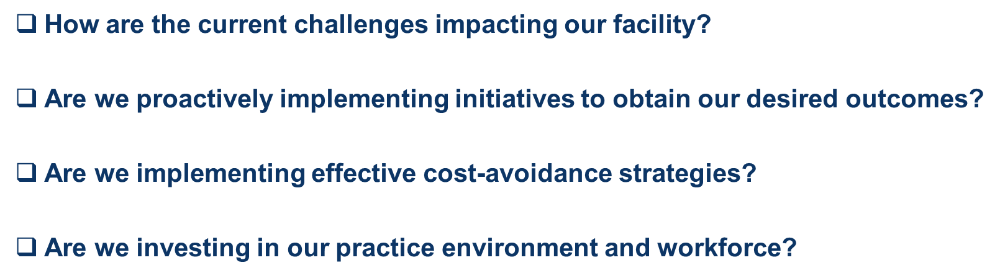 ❑ How are the current challenges impacting our facility?
❑ Are we proactively implementing initiatives to obtain our desired outcomes?
❑ Are we implementing effective cost-avoidance strategies?
❑ Are we investing in our practice environment and workforce?